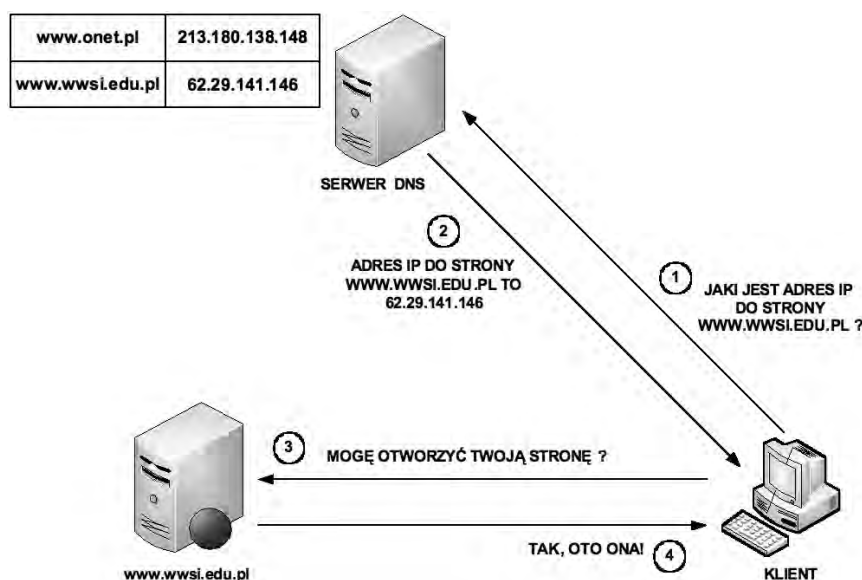 www.onet.pl 213.180.138.148
www.wwsi.edu.pl 62.29.141.146
SERWER DNS
2
ADRES IP DO STRONY
WWW.WWSI.EDU.PL TO
62.29.141.146
1
JAKI JEST ADRES IP
DO STRONY
WWW.WWSI.EDU.PL ?
3
MOGĘ OTWORZYĆ TWOJĄ STRONĘ ?
TAK, OTO ONA!
4
www.wwsi.edu.pl
KLIENT